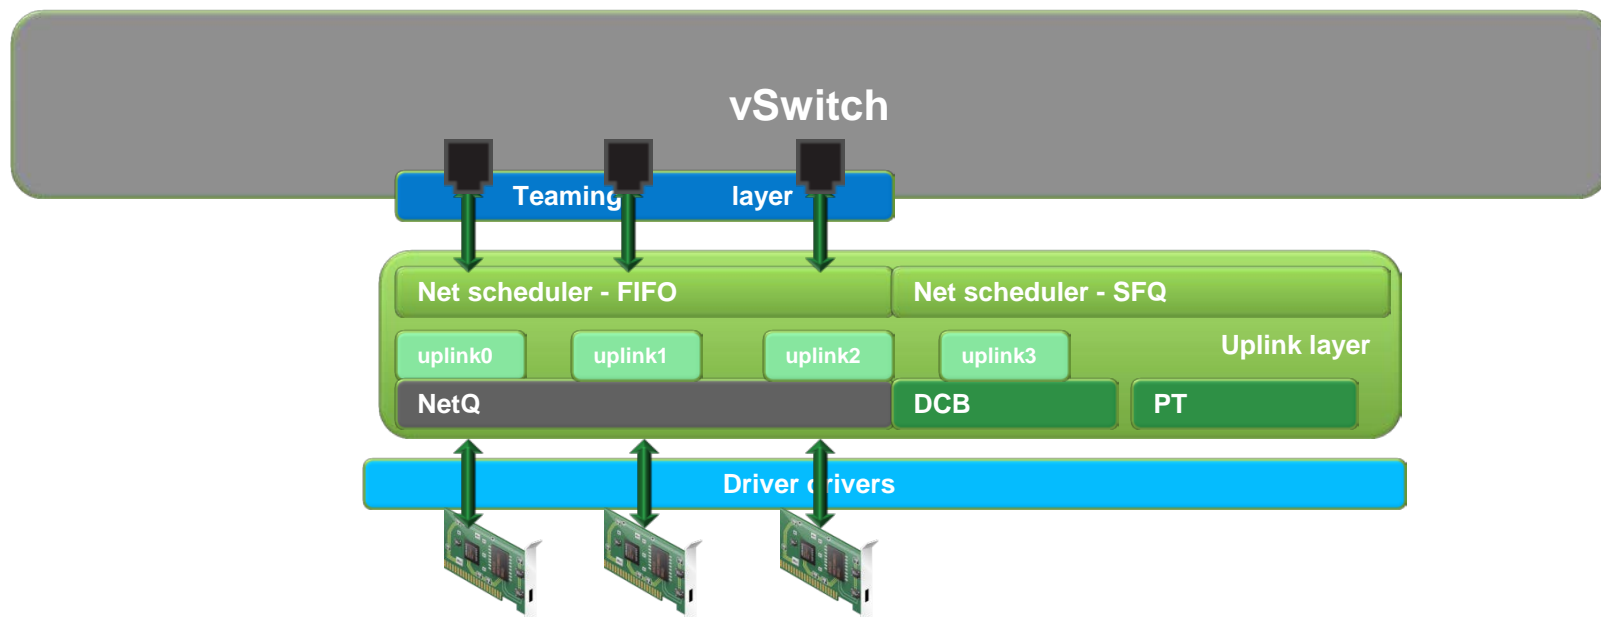 vSwitch
Teaming layer
Net scheduler - FIFO
Net scheduler - SFQ
uplink0
uplink1
uplink2
uplink3
Uplink layer
NetQ
DCB
PT
Driver drivers